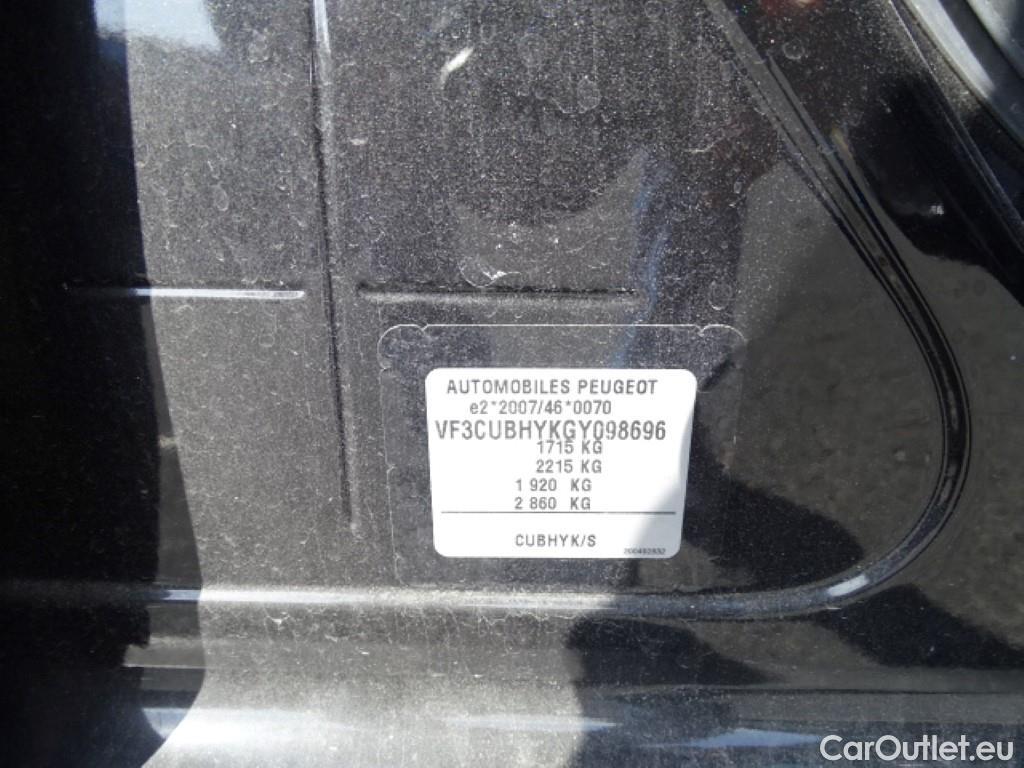 AUTOMOBILES PEUGEOT
e2*2007/46*0070
VF3CUBHYKGY098696
1715 KG
2215 KG
1 920 KG
2 860 KG
CUBHYK/S
200492832
CarOutlet.eu